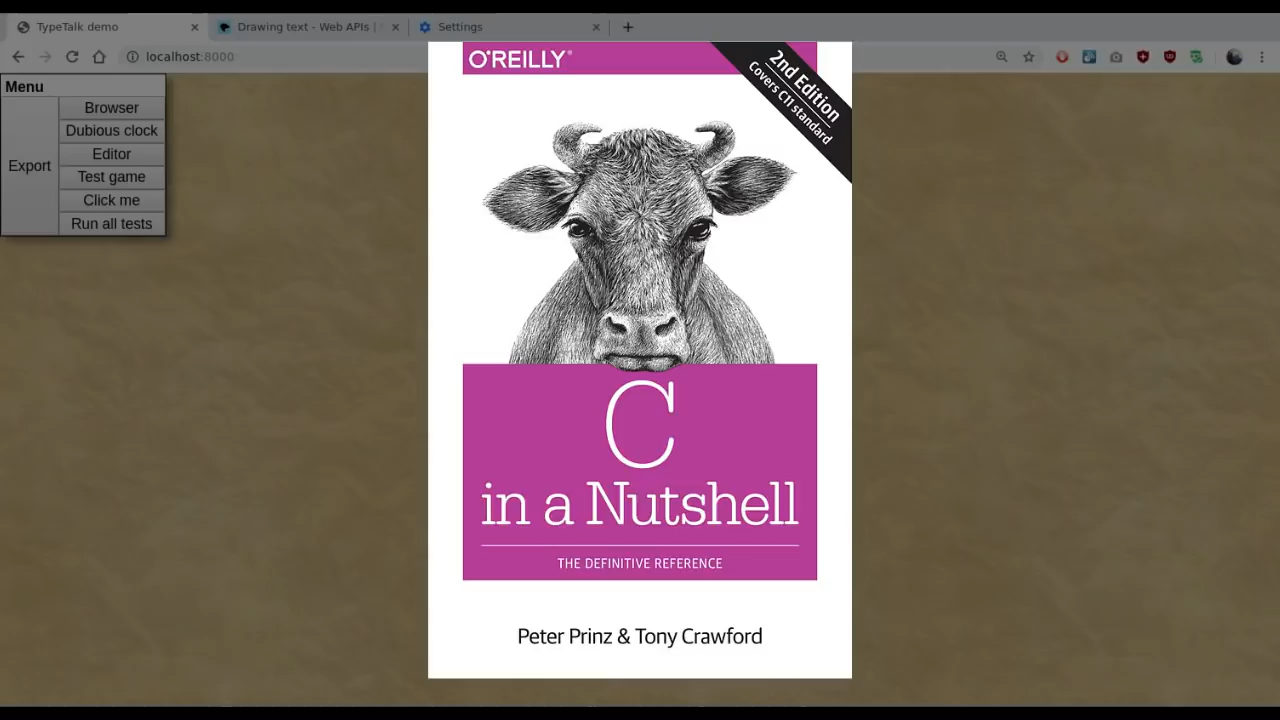 TypeTalk demo
Drawing text - Web APIs |
Settings
localhost:8000
Menu
Export
Browser
Dubious clock
Editor
Test game
Click me
Run all tests
O'REILLY®
2nd Edition
Covers C11 standard
C
in a Nutshell
THE DEFINITIVE REFERENCE
Peter Prinz & Tony Crawford